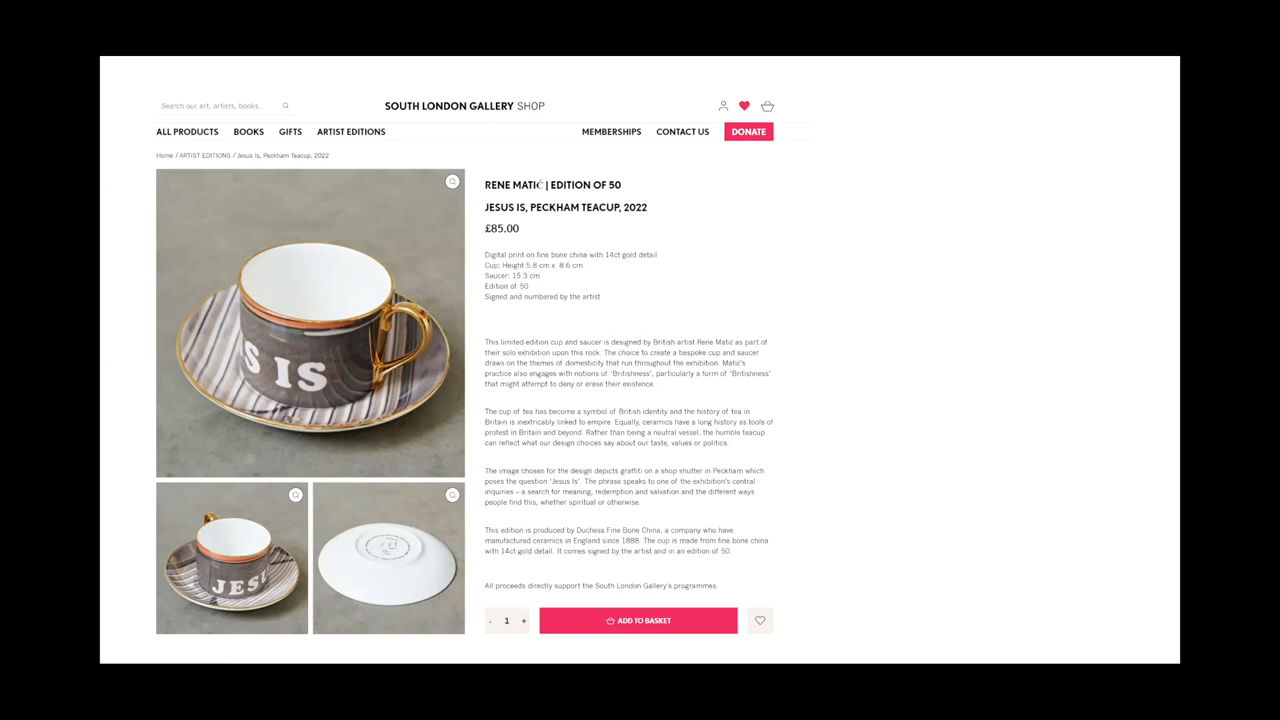 Search our art, artists, books...
SOUTH LONDON GALLERY SHOP
ALL PRODUCTS BOOKS GIFTS ARTIST EDITIONS MEMBERSHIPS CONTACT US DONATE
Home / ARTIST EDITIONS / Jesus Is, Peckham Teacup, 2022
RENE MATIĆ | EDITION OF 50
JESUS IS, PECKHAM TEACUP, 2022
£85.00
Digital print on fine bone china with 14ct gold detail
Cup: Height 5.8 cm x 8.6 cm
Saucer: 15.3 cm
Edition of 50
Signed and numbered by the artist
This limited-edition cup and saucer is designed by British artist Rene Matić as part of
their solo exhibition upon this rock. The choice to create a bespoke cup and saucer
draws on the themes of domesticity that run throughout the exhibition. Matić's
practice also engages with notions of 'Britishness', particularly a form of 'Britishness'
that might attempt to deny or erase their existence.
The cup of tea has become a symbol of British identity and the history of tea in
Britain is inextricably linked to empire. Equally, ceramics have a long history as tools of
protest in Britain and beyond. Rather than being a neutral vessel, the humble teacup
can reflect what our design choices say about our taste, values or politics.
The image chosen for the design depicts graffiti on a shop shutter in Peckham which
poses the question 'Jesus Is'. The phrase speaks to one of the exhibition's central
inquiries – a search for meaning, redemption and salvation and the different ways
people find this, whether spiritual or otherwise.
This edition is produced by Duchess Fine Bone China, a company who have
manufactured ceramics in England since 1888. The cup is made from fine bone china
with 14ct gold detail. It comes signed by the artist and in an edition of 50.
All proceeds directly support the South London Gallery's programmes.
- 1 + ADD TO BASKET
S IS
JESU